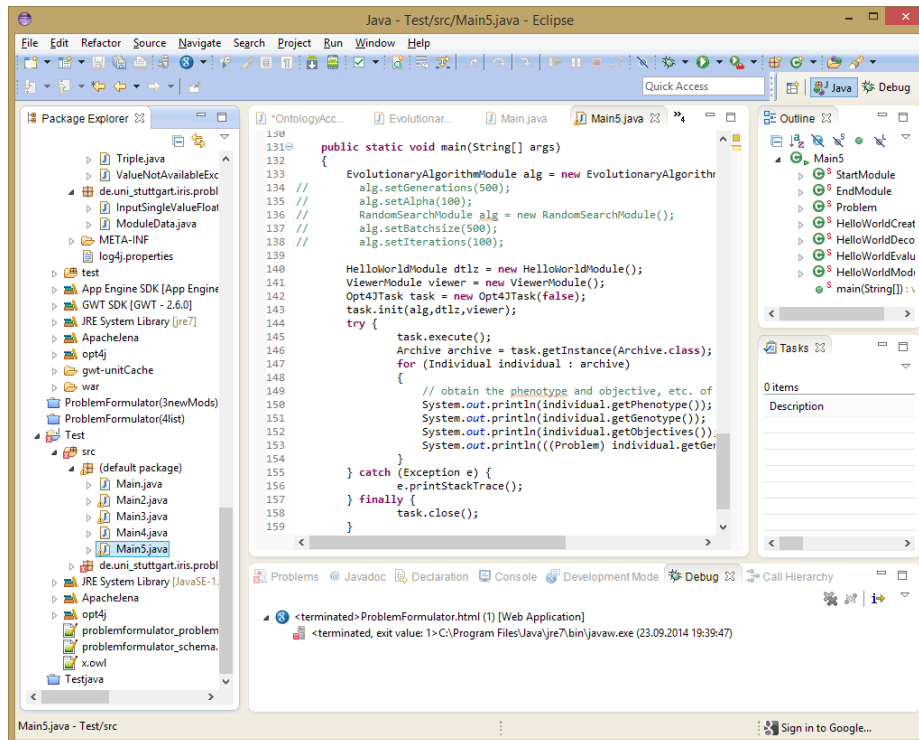 Java - Test/src/Main5.java - Eclipse
File Edit Refactor Source Navigate Search Project Run Window Help
Quick Access
Java
Debug
Package Explorer
Triple.java
ValueNotAvailableExc
de.uni_stuttgart.iris.probl
InputSingleValueFloat
ModuleData.java
META-INF
log4j.properties
test
App Engine SDK [App Engine
GWT SDK [GWT - 2.6.0]
JRE System Library [jre7]
ApacheJena
opt4j
gwt-unitCache
war
ProblemFormulator(3newMods)
ProblemFormulator(4list)
Test
src
(default package)
Main.java
Main2.java
Main3.java
Main4.java
Main5.java
de.uni_stuttgart.iris.probl
JRE System Library [JavaSE-1.
ApacheJena
opt4j
problemformulator_problem
problemformulator_schema.
x.owl
Testjava
*OntologyAcc...
Evolutionar...
Main.java
Main5.java
»4
130
131 public static void main(String[] args)
132 {
133 EvolutionaryAlgorithmModule alg = new EvolutionaryAlgorithm
134 // alg.setGenerations(500);
135 // alg.setAlpha(100);
136 // RandomSearchModule alg = new RandomSearchModule();
137 // alg.setBatchsize(500);
138 // alg.setIterations(100);
139
140 HelloWorldModule dtlz = new HelloWorldModule();
141 ViewerModule viewer = new ViewerModule();
142 Opt4JTask task = new Opt4JTask(false);
143 task.init(alg,dtlz,viewer);
144 try {
145 task.execute();
146 Archive archive = task.getInstance(Archive.class);
147 for (Individual individual : archive)
148 {
149 // obtain the phenotype and objective, etc. of
150 System.out.println(individual.getPhenotype());
151 System.out.println(individual.getGenotype());
152 System.out.println(individual.getObjectives());
153 System.out.println(((Problem) individual.getGen
154 }
155 } catch (Exception e) {
156 e.printStackTrace();
157 } finally {
158 task.close();
159 }
Outline
Main5
StartModule
EndModule
Problem
HelloWorldCreat
HelloWorldDeco
HelloWorldEvalu
HelloWorldModu
main(String[]) : v
Tasks
0 items
Description
Problems
@ Javadoc
Declaration
Console
Development Mode
Debug
Call Hierarchy
<terminated>ProblemFormulator.html (1) [Web Application]
<terminated, exit value: 1>C:\Program Files\Java\jre7\bin\javaw.exe (23.09.2014 19:39:47)
Main5.java - Test/src
Sign in to Google...